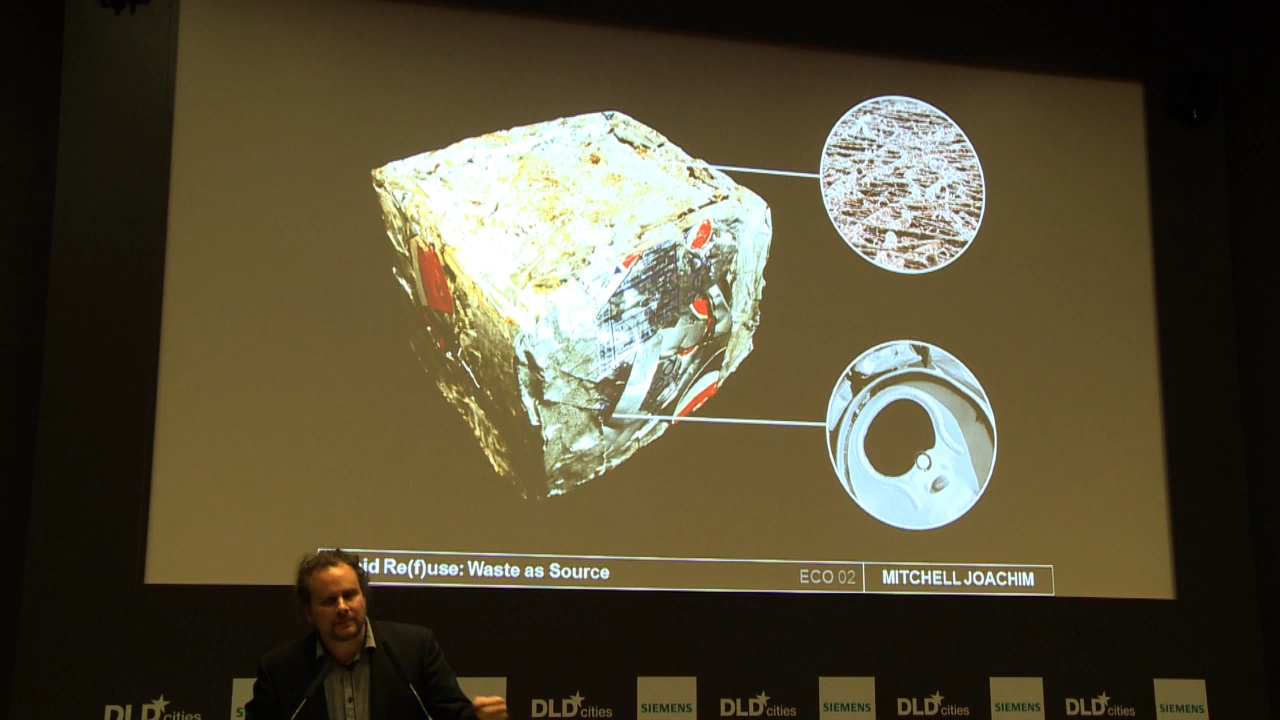 id Re(f)use: Waste as Source
ECO 02
MITCHELL JOACHIM
DLD cities
S
DLD cities
SIEMENS
DLD cities
SIEMENS
DLD cities
SIEMENS
DLD cities
SIEMENS